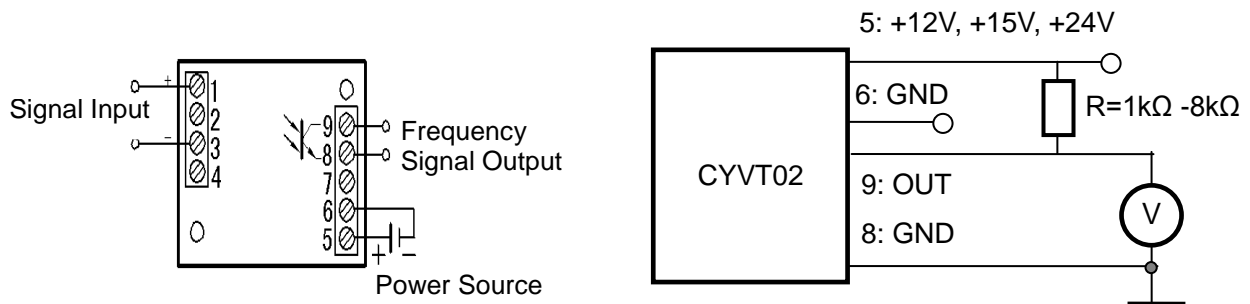 +
1
Signal Input
2
-
3
4
9
Frequency
8
Signal Output
7
6
5
+ -
Power Source
5: +12V, +15V, +24V
6: GND
R=1kΩ -8kΩ
CYVT02
9: OUT
V
8: GND